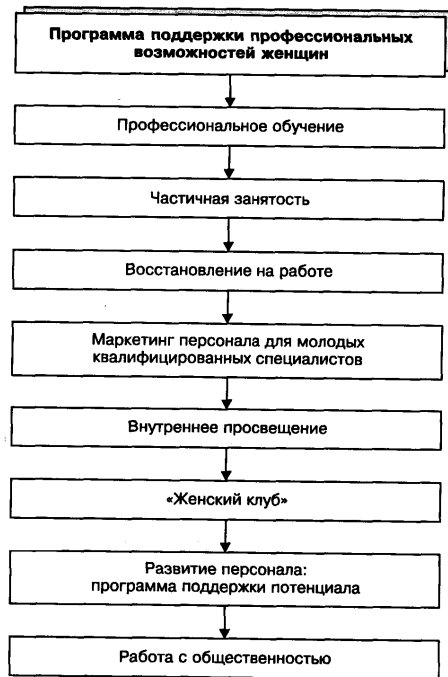 Программа поддержки профессиональных
возможностей женщин
Профессиональное обучение
Частичная занятость
Восстановление на работе
Маркетинг персонала для молодых
квалифицированных специалистов
Внутреннее просвещение
«Женский клуб»
Развитие персонала:
программа поддержки потенциала
Работа с общественностью